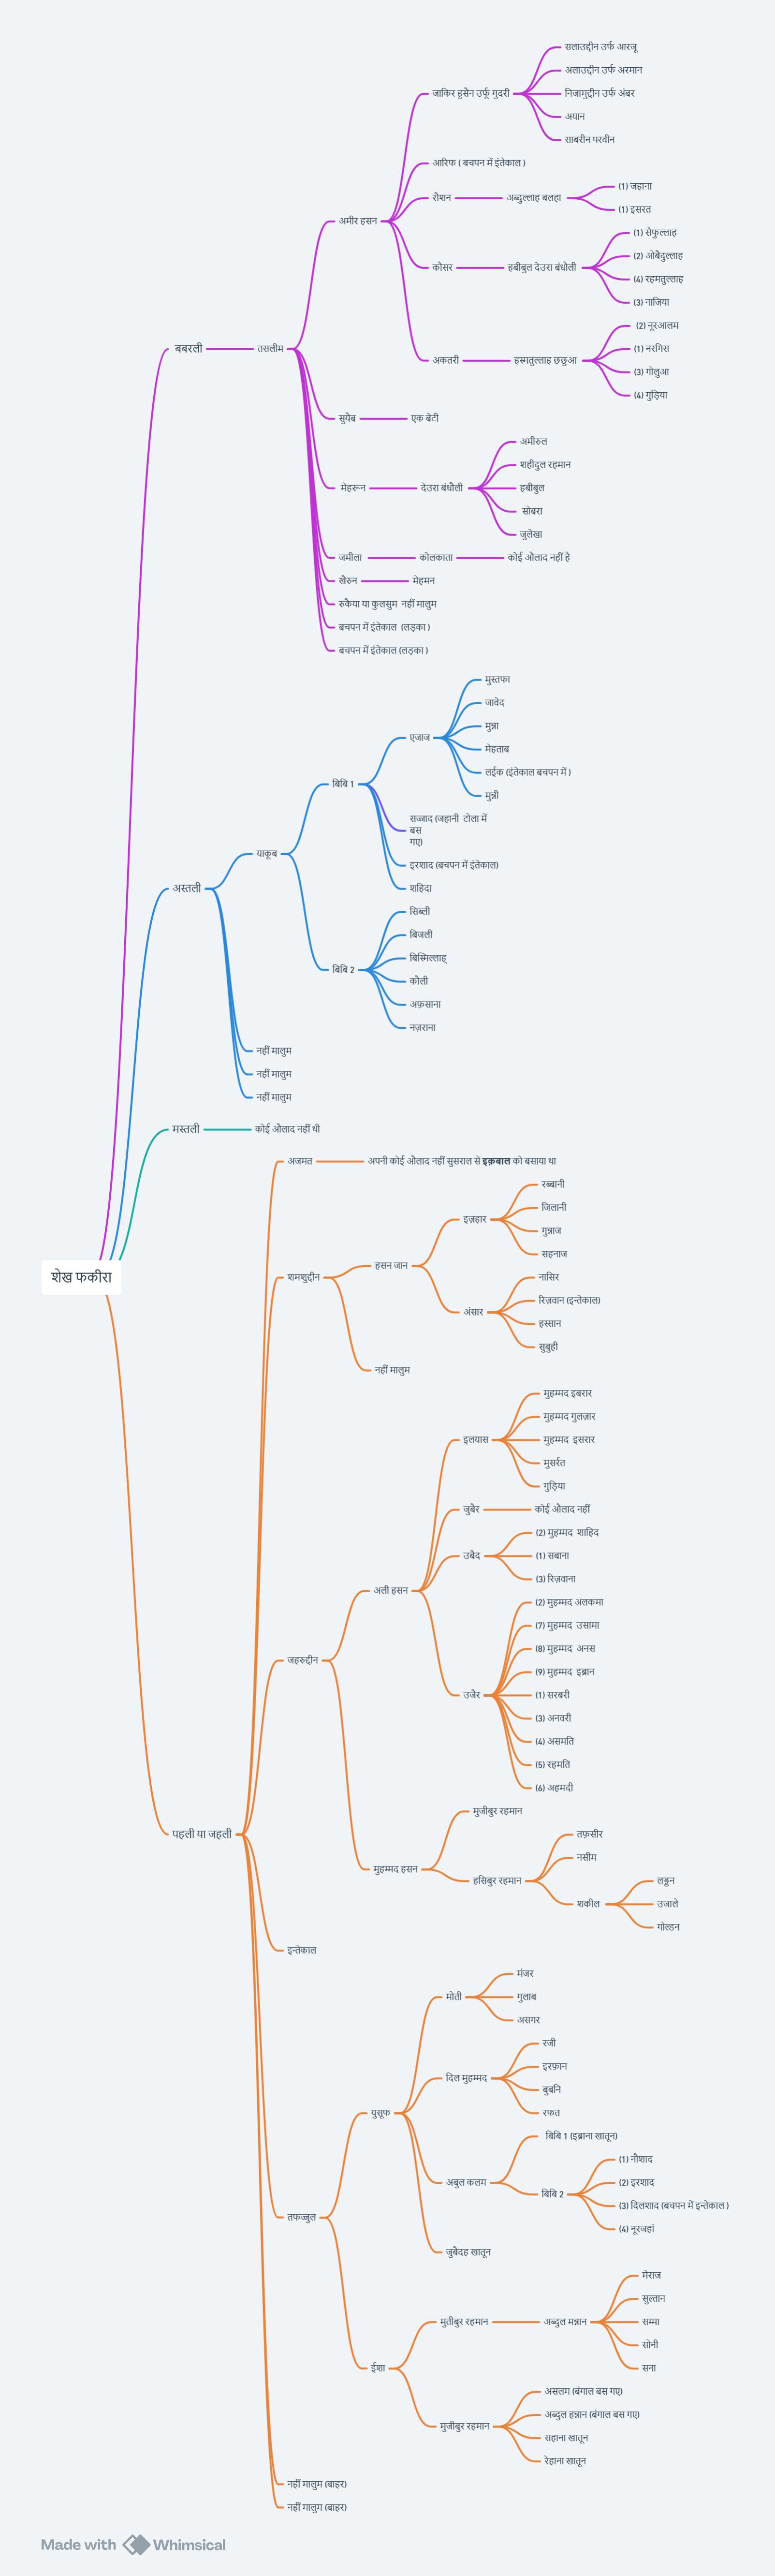 सलाउद्दीन उर्फ आरजू
अलाउद्दीन उर्फ अरमान
जाकिर हुसैन उर्फू गुदरी
निजामुद्दीन उर्फ अंबर
अयान
साबरीन परवीन
आरिफ ( बचपन में इंतेकाल )
(1) जहाना
रौशन
अब्दुल्लाह बलहा
(1) इसरत
अमीर हसन
(1) सैफुल्लाह
(2) ओबैदुल्लाह
कौसर
हबीबुल देउरा बंधौली
(4) रहमतुल्लाह
(3) नाजिया
(2) नूरआलम
बबरली
तसलीम
(1) नरगिस
अकतरी
हस्मतुल्लाह छछुआ
(3) गोलुआ
(4) गुड़िया
सुयैब
एक बेटी
अमीरुल
शहीदुल रहमान
मेहरून
देउरा बंधौली
हबीबुल
सोबरा
जुलेखा
जमीला
कोलकाता
कोई औलाद नहीं है
खैरुन
मेहमन
रुकैया या कुलसुम नहीं मालुम
बचपन में इंतेकाल (लड़का )
बचपन में इंतेकाल (लड़का )
मुस्तफा
जावेद
मुन्ना
एजाज
मेहताब
लईक (इंतेकाल बचपन में )
बिबि 1
मुन्नी
सज्जाद (जहानी टोला में
बस
गए)
याकूब
इरशाद (बचपन में इंतेकाल)
अस्तली
शहिदा
सिब्ली
बिजली
बिस्मिल्लाह्
बिबि 2
कौली
अफ़साना
नज़राना
नहीं मालुम
नहीं मालुम
नहीं मालुम
मस्तली
कोई औलाद नहीं थी
अजमत
अपनी कोई औलाद नहीं सुसराल से इक़बाल को बसाया था
रब्बानी
जिलानी
इज़हार
गुन्नाज
सहनाज
हसन जान
शेख फकीरा
शमशुद्दीन
नासिर
रिज़वान (इन्तेकाल)
अंसार
हस्सान
सुबुही
नहीं मालुम
मुहम्मद इबरार
मुहम्मद गुलज़ार
इलयास
मुहम्मद इसरार
मुसर्रत
गुड़िया
जुबैर
कोई औलाद नहीं
(2) मुहम्मद शाहिद
उबैद
(1) सबाना
(3) रिज़वाना
अली हसन
(2) मुहम्मद अलकमा
(7) मुहम्मद उसामा
(8) मुहम्मद अनस
जहरुद्दीन
(9) मुहम्मद इब्रान
उजैर
(1) सरबरी
(3) अनवरी
(4) असमति
(5) रहमति
(6) अहमदी
मुजीबुर रहमान
पहली या जहली
तफ़सीर
नसीम
मुहम्मद हसन
हसिबुर रहमान
लड्डन
शकील
उजाले
गोल्डन
इन्तेकाल
मंजर
मोती
गुलाब
असगर
रजी
इरफ़ान
दिल मुहम्मद
बुबनि
रफत
युसूफ
बिबि 1 (इब्राना खातून)
(1) नौशाद
अबुल कलम
(2) इरशाद
बिबि 2
(3) दिलशाद (बचपन में इन्तेकाल )
तफज्जुल
(4) नूरजहां
जुबैदह खातून
मेराज
सुल्तान
मुतीबुर रहमान
अब्दुल मन्नान
सम्मा
सोनी
ईशा
सना
असलम (बंगाल बस गए)
अब्दुल हन्नान (बंगाल बस गए)
मुजीबुर रहमान
सहाना खातून
रेहाना खातून
नहीं मालुम (बाहर)
नहीं मालुम (बाहर)
Made with Whimsical